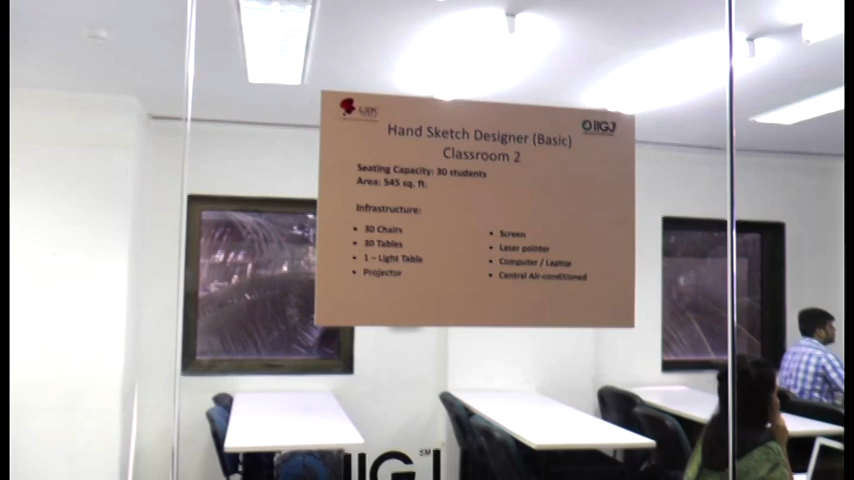 IIGJ
Hand Sketch Designer (Basic)
Classroom 2
Seating Capacity: 30 students
Area: 545 sq. ft.
Infrastructure:
• 30 Chairs
• 30 Tables
• 1 – Light Table
• Projector
• Screen
• Laser pointer
• Computer / Laptop
• Central Air-conditioned
IIGJ SM